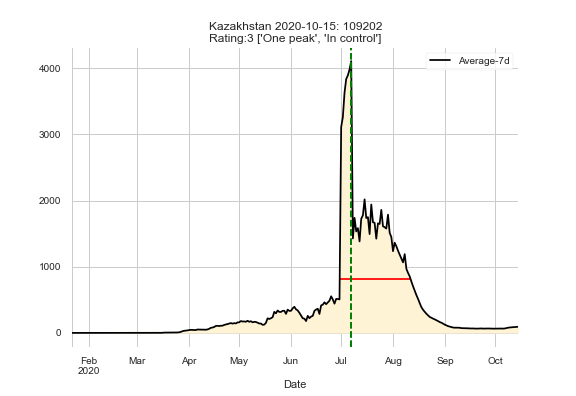 Kazakhstan 2020-10-15: 109202
Rating:3 ['One peak', 'In control']
Average-7d
4000
3000
2000
1000
0
Feb Mar Apr May Jun Jul Aug Sep Oct
2020
Date